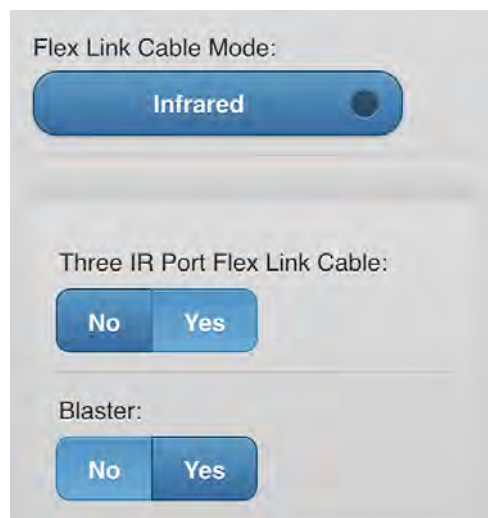 Flex Link Cable Mode:
Infrared
Three IR Port Flex Link Cable:
No Yes
Blaster:
No Yes